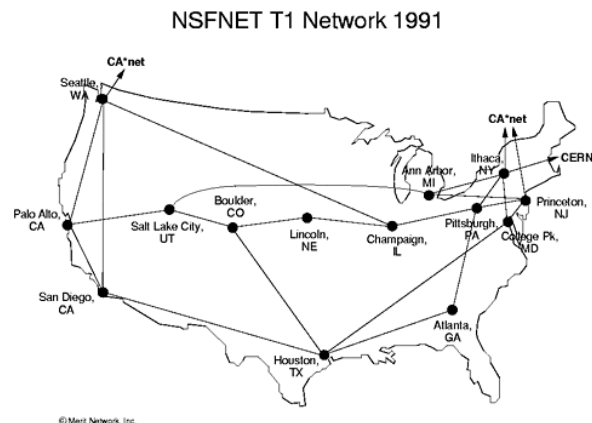 NSFNET T1 Network 1991
CA*net
Seattle,
WA
CA*net
Ithaca,
NY
CERN
Ann Arbor,
MI
Boulder,
CO
Princeton,
NJ
Palo Alto,
CA
Salt Lake City,
UT
Lincoln,
NE
Champaign,
IL
Pittsburgh,
PA
College Pk,
MD
San Diego,
CA
Atlanta,
GA
Houston,
TX
© Merit Network, Inc.